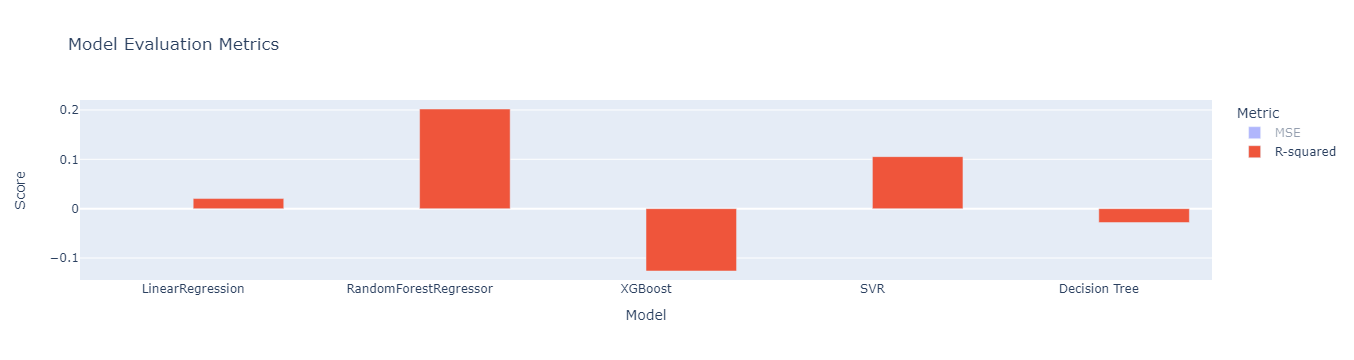 Model Evaluation Metrics
Metric
MSE
R-squared
Score
0.2
0.1
0
−0.1
LinearRegression
RandomForestRegressor
XGBoost
SVR
Decision Tree
Model